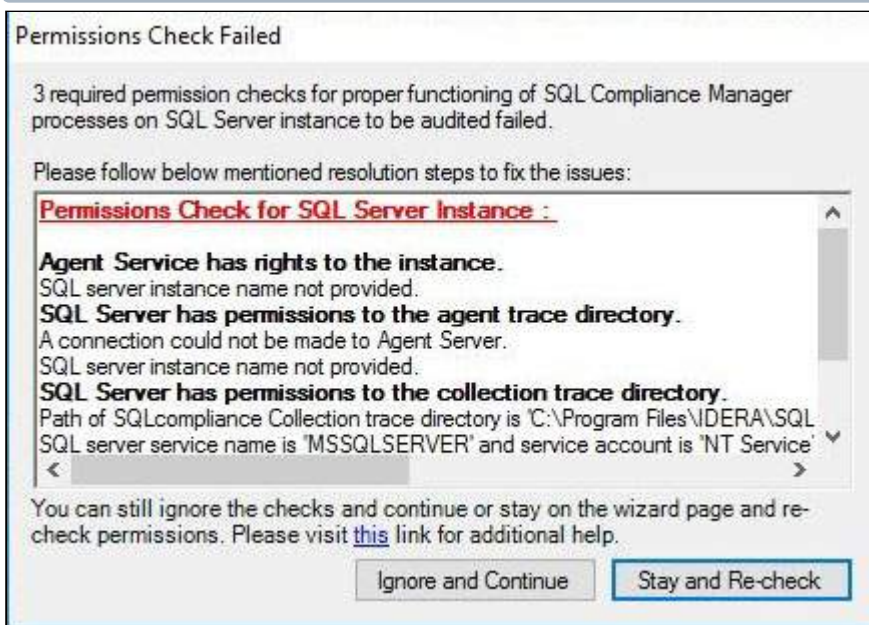 Permissions Check Failed
3 required permission checks for proper functioning of SQL Compliance Manager
processes on SQL Server instance to be audited failed.
Please follow below mentioned resolution steps to fix the issues:
Permissions Check for SQL Server Instance :
Agent Service has rights to the instance.
SQL server instance name not provided.
SQL Server has permissions to the agent trace directory.
A connection could not be made to Agent Server.
SQL server instance name not provided.
SQL Server has permissions to the collection trace directory.
Path of SQLcompliance Collection trace directory is 'C:\Program Files\IDERA\SQL
SQL server service name is 'MSSQLSERVER' and service account is 'NT Service'
You can still ignore the checks and continue or stay on the wizard page and re-
check permissions. Please visit this link for additional help.
Ignore and Continue
Stay and Re-check